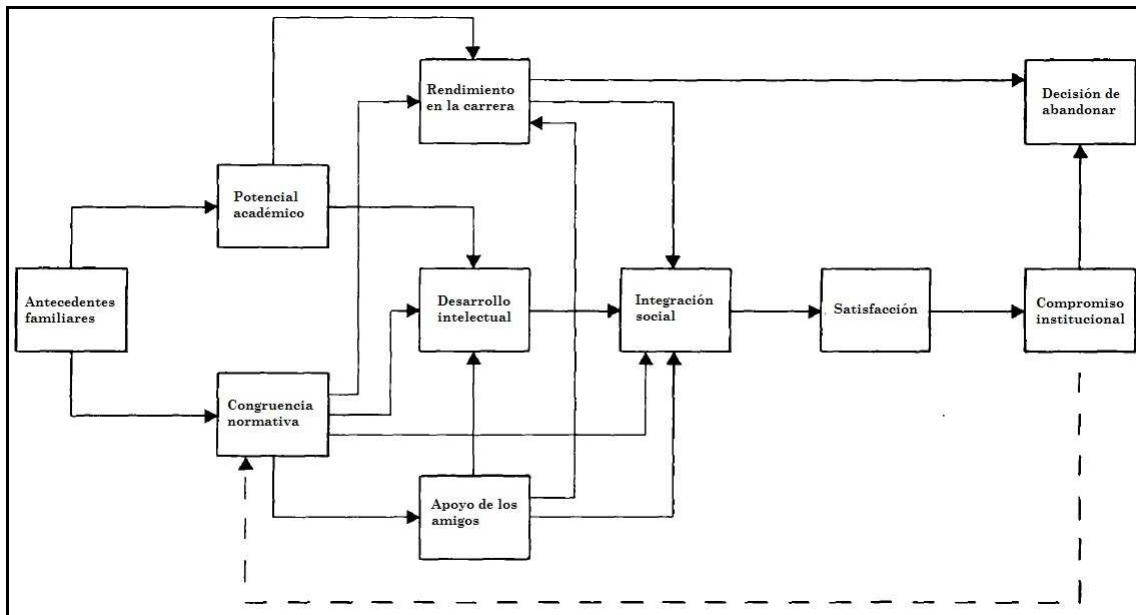 Rendimiento
en la carrera
Decisión de
abandonar
Potencial
académico
Antecedentes
familiares
Desarrollo
intelectual
Integración
social
Satisfacción
Compromiso
institucional
Congruencia
normativa
Apoyo de los
amigos